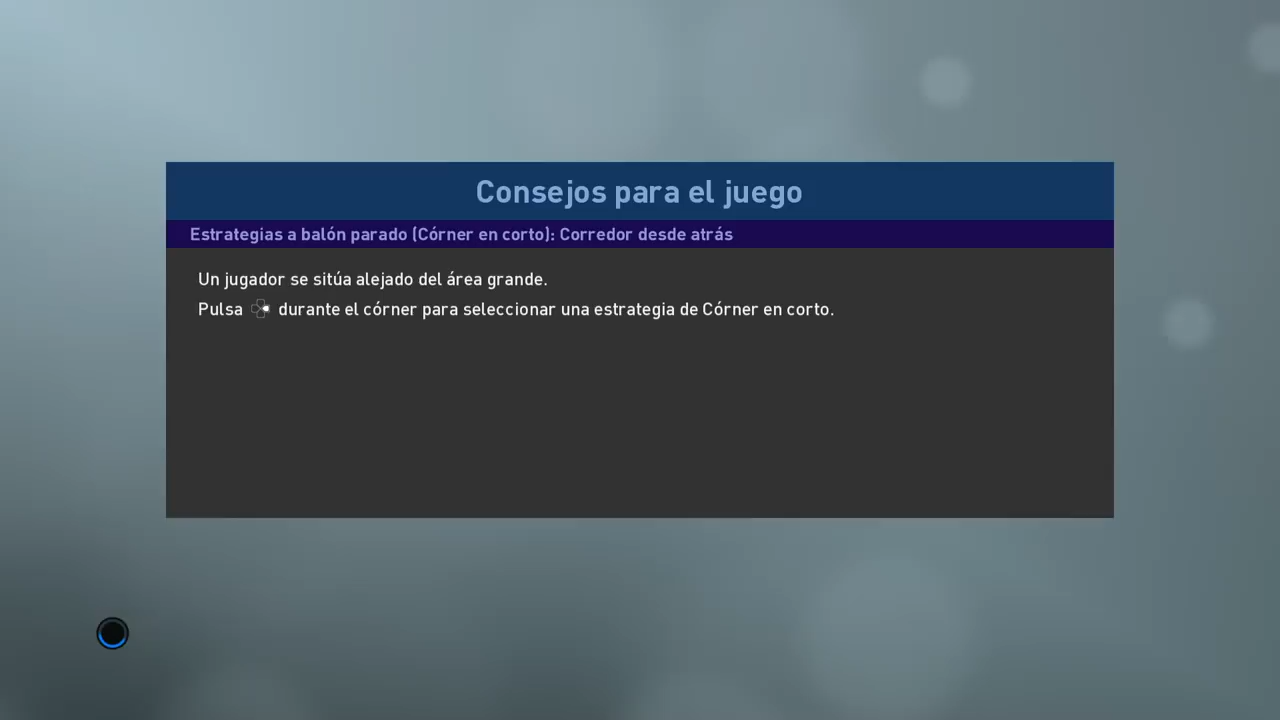 Consejos para el juego
Estrategias a balón parado (Córner en corto): Corredor desde atrás
Un jugador se sitúa alejado del área grande.
Pulsa durante el córner para seleccionar una estrategia de Córner en corto.